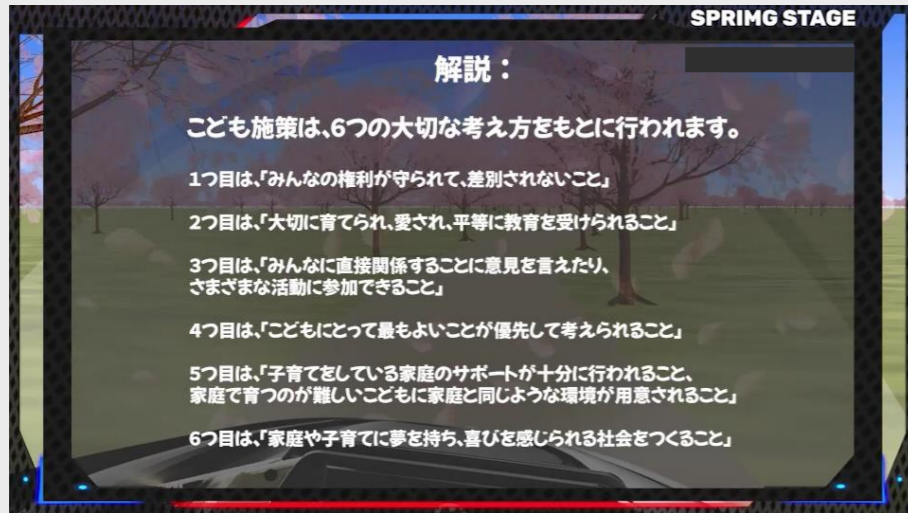 SPRIMG STAGE
解説：
こども施策は、6つの大切な考え方をもとに行われます。
1つ目は、「みんなの権利が守られて、差別されないこと」
2つ目は、「大切に育てられ、愛され、平等に教育を受けられること」
3つ目は、「みんなに直接関係することに意見を言えたり、
さまざまな活動に参加できること」
4つ目は、「こどもにとって最もよいことが優先して考えられること」
5つ目は、「子育てをしている家庭のサポートが十分に行われること、
家庭で育つのが難しいこどもに家庭と同じような環境が用意されること」
6つ目は、「家庭や子育てに夢を持ち、喜びを感じられる社会をつくること」